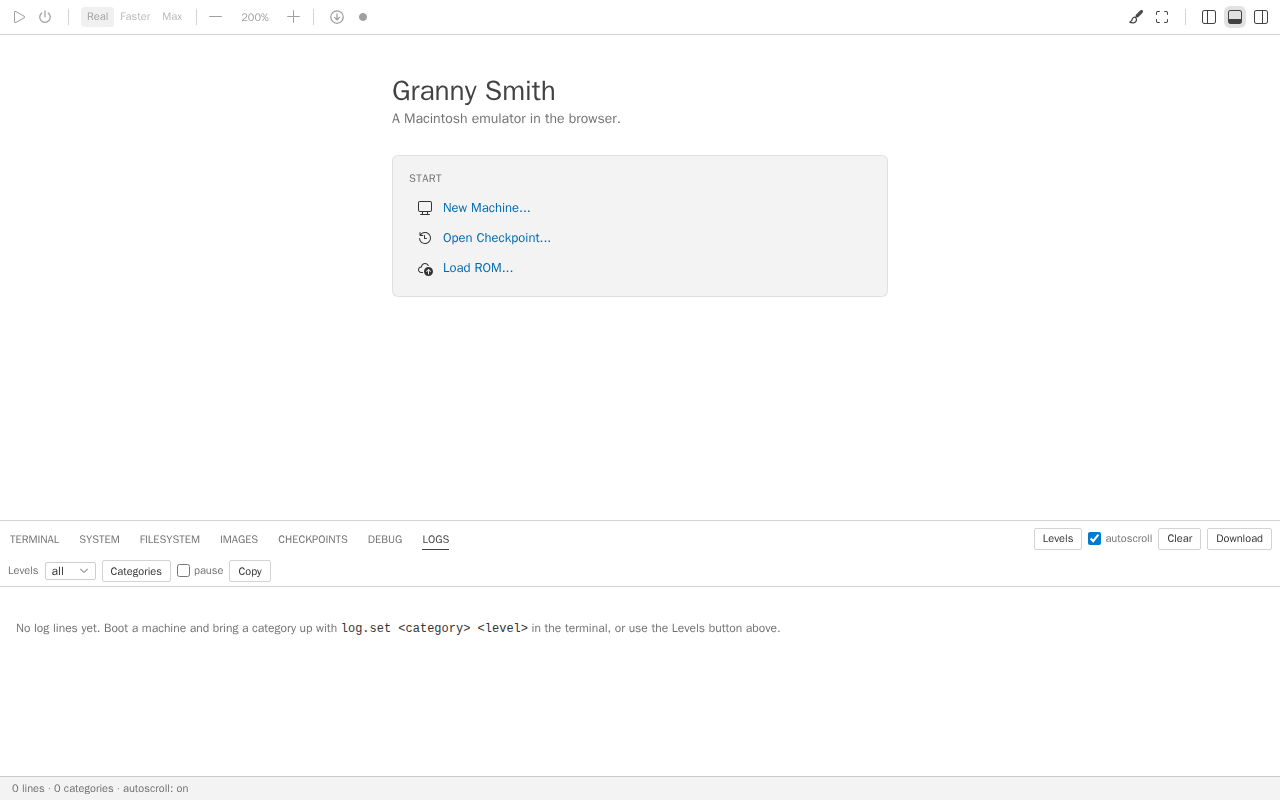 Real Faster Max 200%
Granny Smith
A Macintosh emulator in the browser.
START
New Machine...
Open Checkpoint...
Load ROM...
TERMINAL SYSTEM FILESYSTEM IMAGES CHECKPOINTS DEBUG LOGS Levels autoscroll Clear Download
Levels all Categories pause Copy
No log lines yet. Boot a machine and bring a category up with log.set <category> <level> in the terminal, or use the Levels button above.
0 lines · 0 categories · autoscroll: on